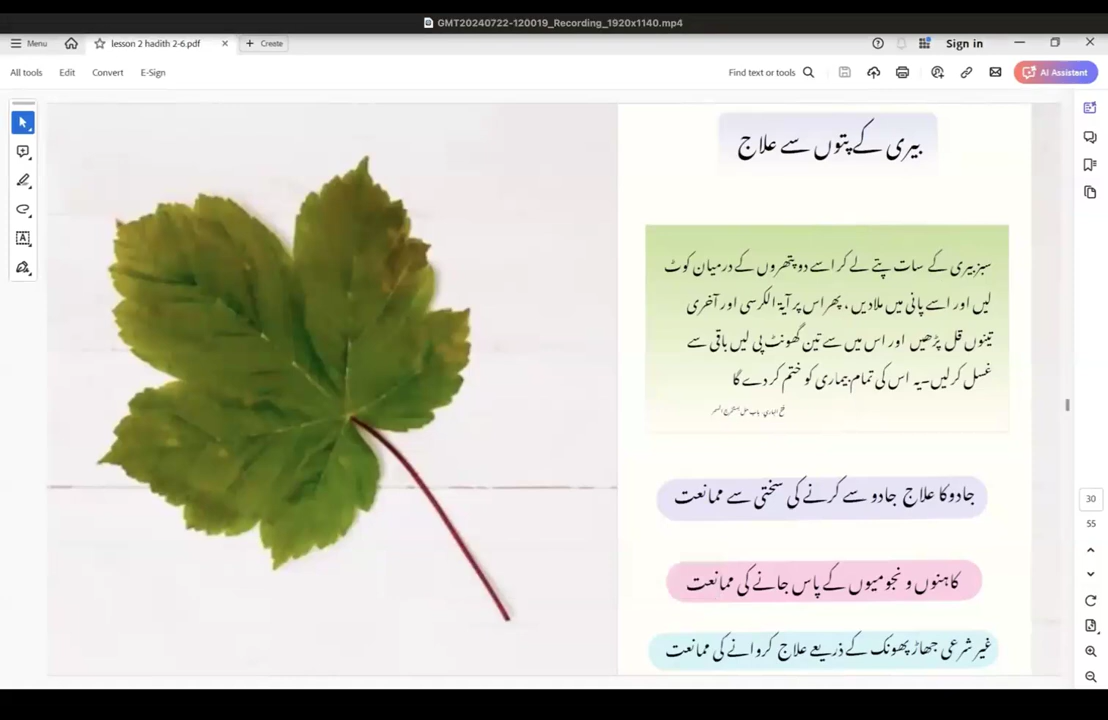 GMT20240722-120019_Recording_1920x1140.mp4
Menu
lesson 2 hadith 2-6.pdf
Create
Sign in
All tools
Edit
Convert
E-Sign
Find text or tools
AI Assistant
بیری کے پتوں سے علاج
سبز بیری کے سات پتے لے کر اسے دو پتھروں کے درمیان کوٹ
لیں اور اسے پانی میں ملا دیں، پھر اس پر آیۃ الکرسی اور آخری
تینوں قل پڑھیں اور اس میں سے تین گھونٹ پی لیں باقی سے
غسل کر لیں۔ یہ اس کی تمام بیماری کو ختم کر دے گا
فتح الباری، باب
جادو کا علاج جادو سے کرنے کی سختی سے ممانعت
کاہنوں و نجومیوں کے پاس جانے کی ممانعت
غیر شرعی جھاڑ پھونک کے ذریعے علاج کروانے کی ممانعت
30
55